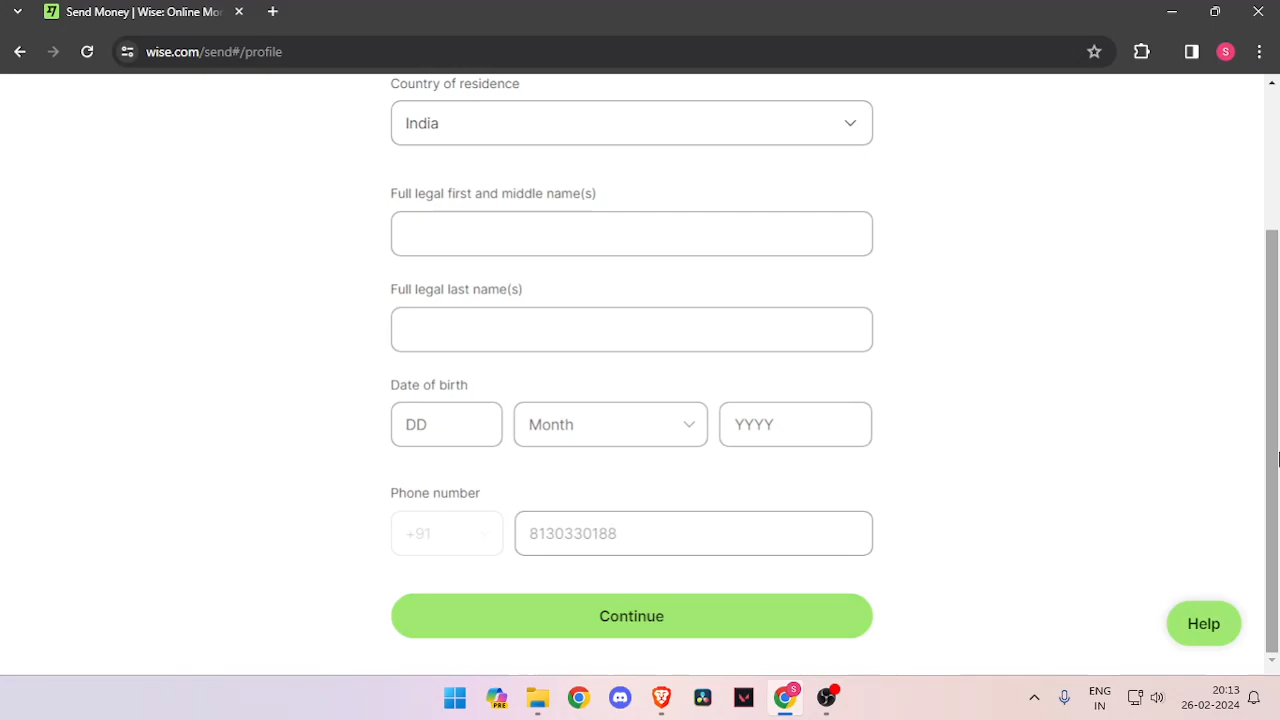 Send Money | Wise: Online Mon
wise.com/send#/profile
S
Country of residence
India
Full legal first and middle name(s)
Full legal last name(s)
Date of birth
DD Month YYYY
Phone number
+91 8130330188
Continue
Help
PRE
S
ENG
IN
20:13
26-02-2024